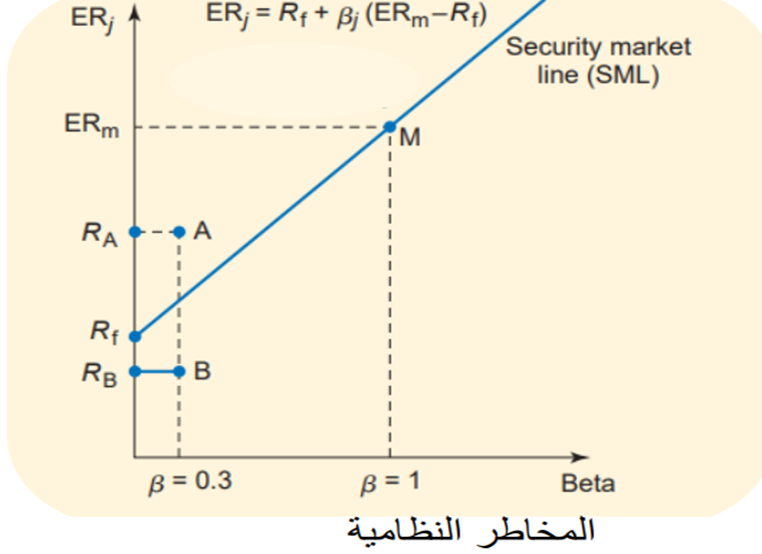 ERj
ERj = Rf + βj (ERm–Rf)
Security market
line (SML)
ERm
M
RA
A
Rf
RB
B
β = 0.3
β = 1
Beta
المخاطر النظامية